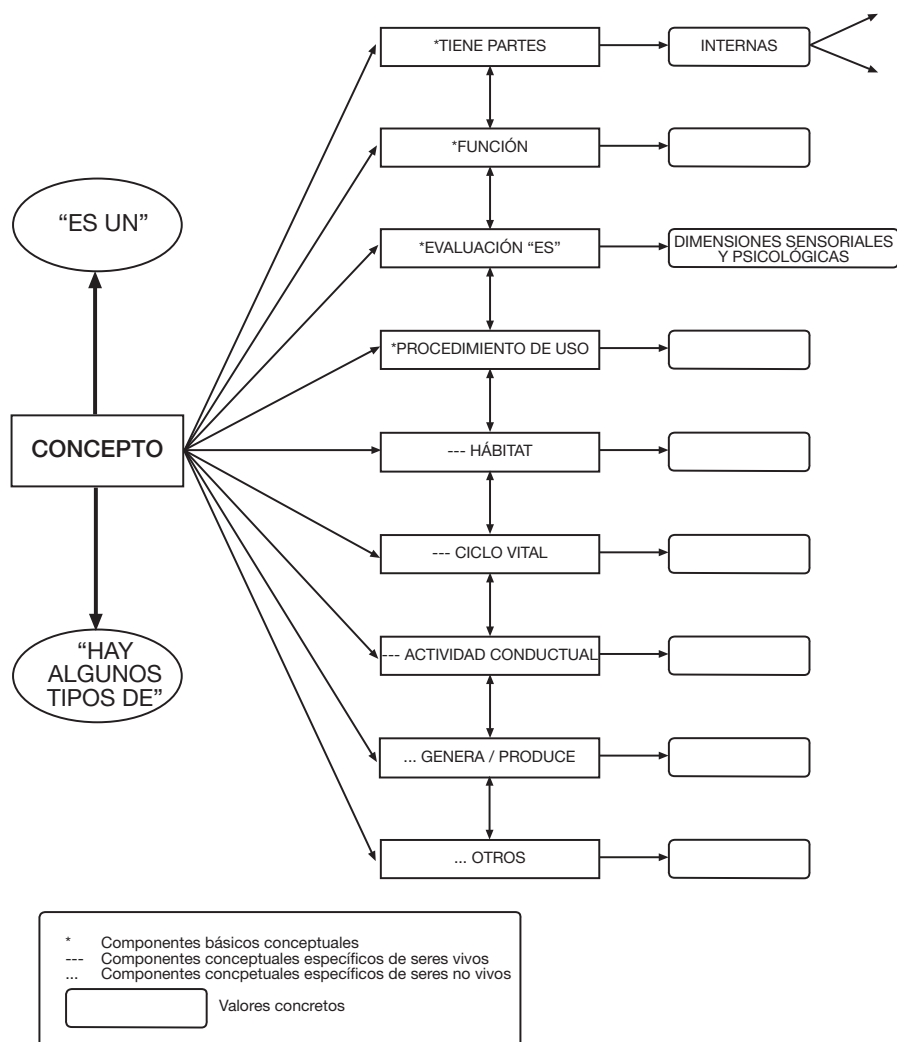 *TIENE PARTES
INTERNAS
*FUNCIÓN
“ES UN”
*EVALUACIÓN “ES”
DIMENSIONES SENSORIALES
Y PSICOLÓGICAS
*PROCEDIMIENTO DE USO
CONCEPTO
--- HÁBITAT
--- CICLO VITAL
“HAY
ALGUNOS
TIPOS DE”
--- ACTIVIDAD CONDUCTUAL
... GENERA / PRODUCE
... OTROS
* Componentes básicos conceptuales
--- Componentes conceptuales específicos de seres vivos
... Componentes concpetuales específicos de seres no vivos
Valores concretos